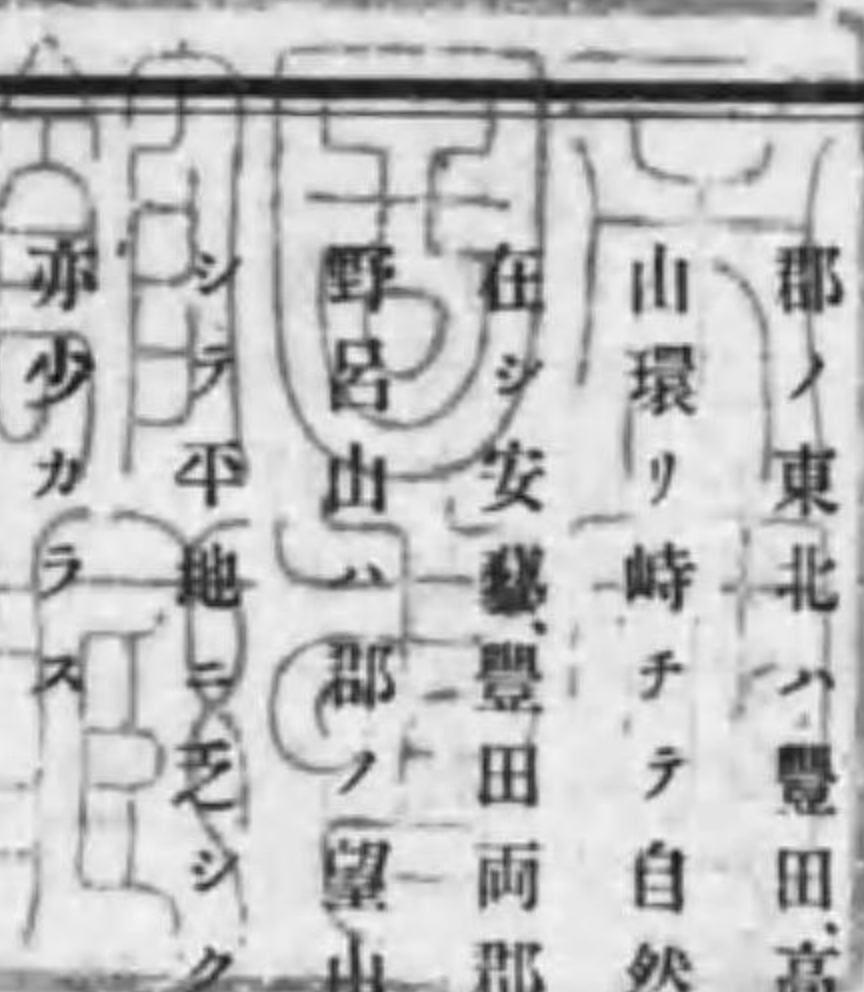 郡ノ東北ハ豐田、高
山環リ峙チテ自然
在シ安藝、豐田両郡
野呂山ハ郡ノ望山
シテ平地ニ乏シク
亦少カラス